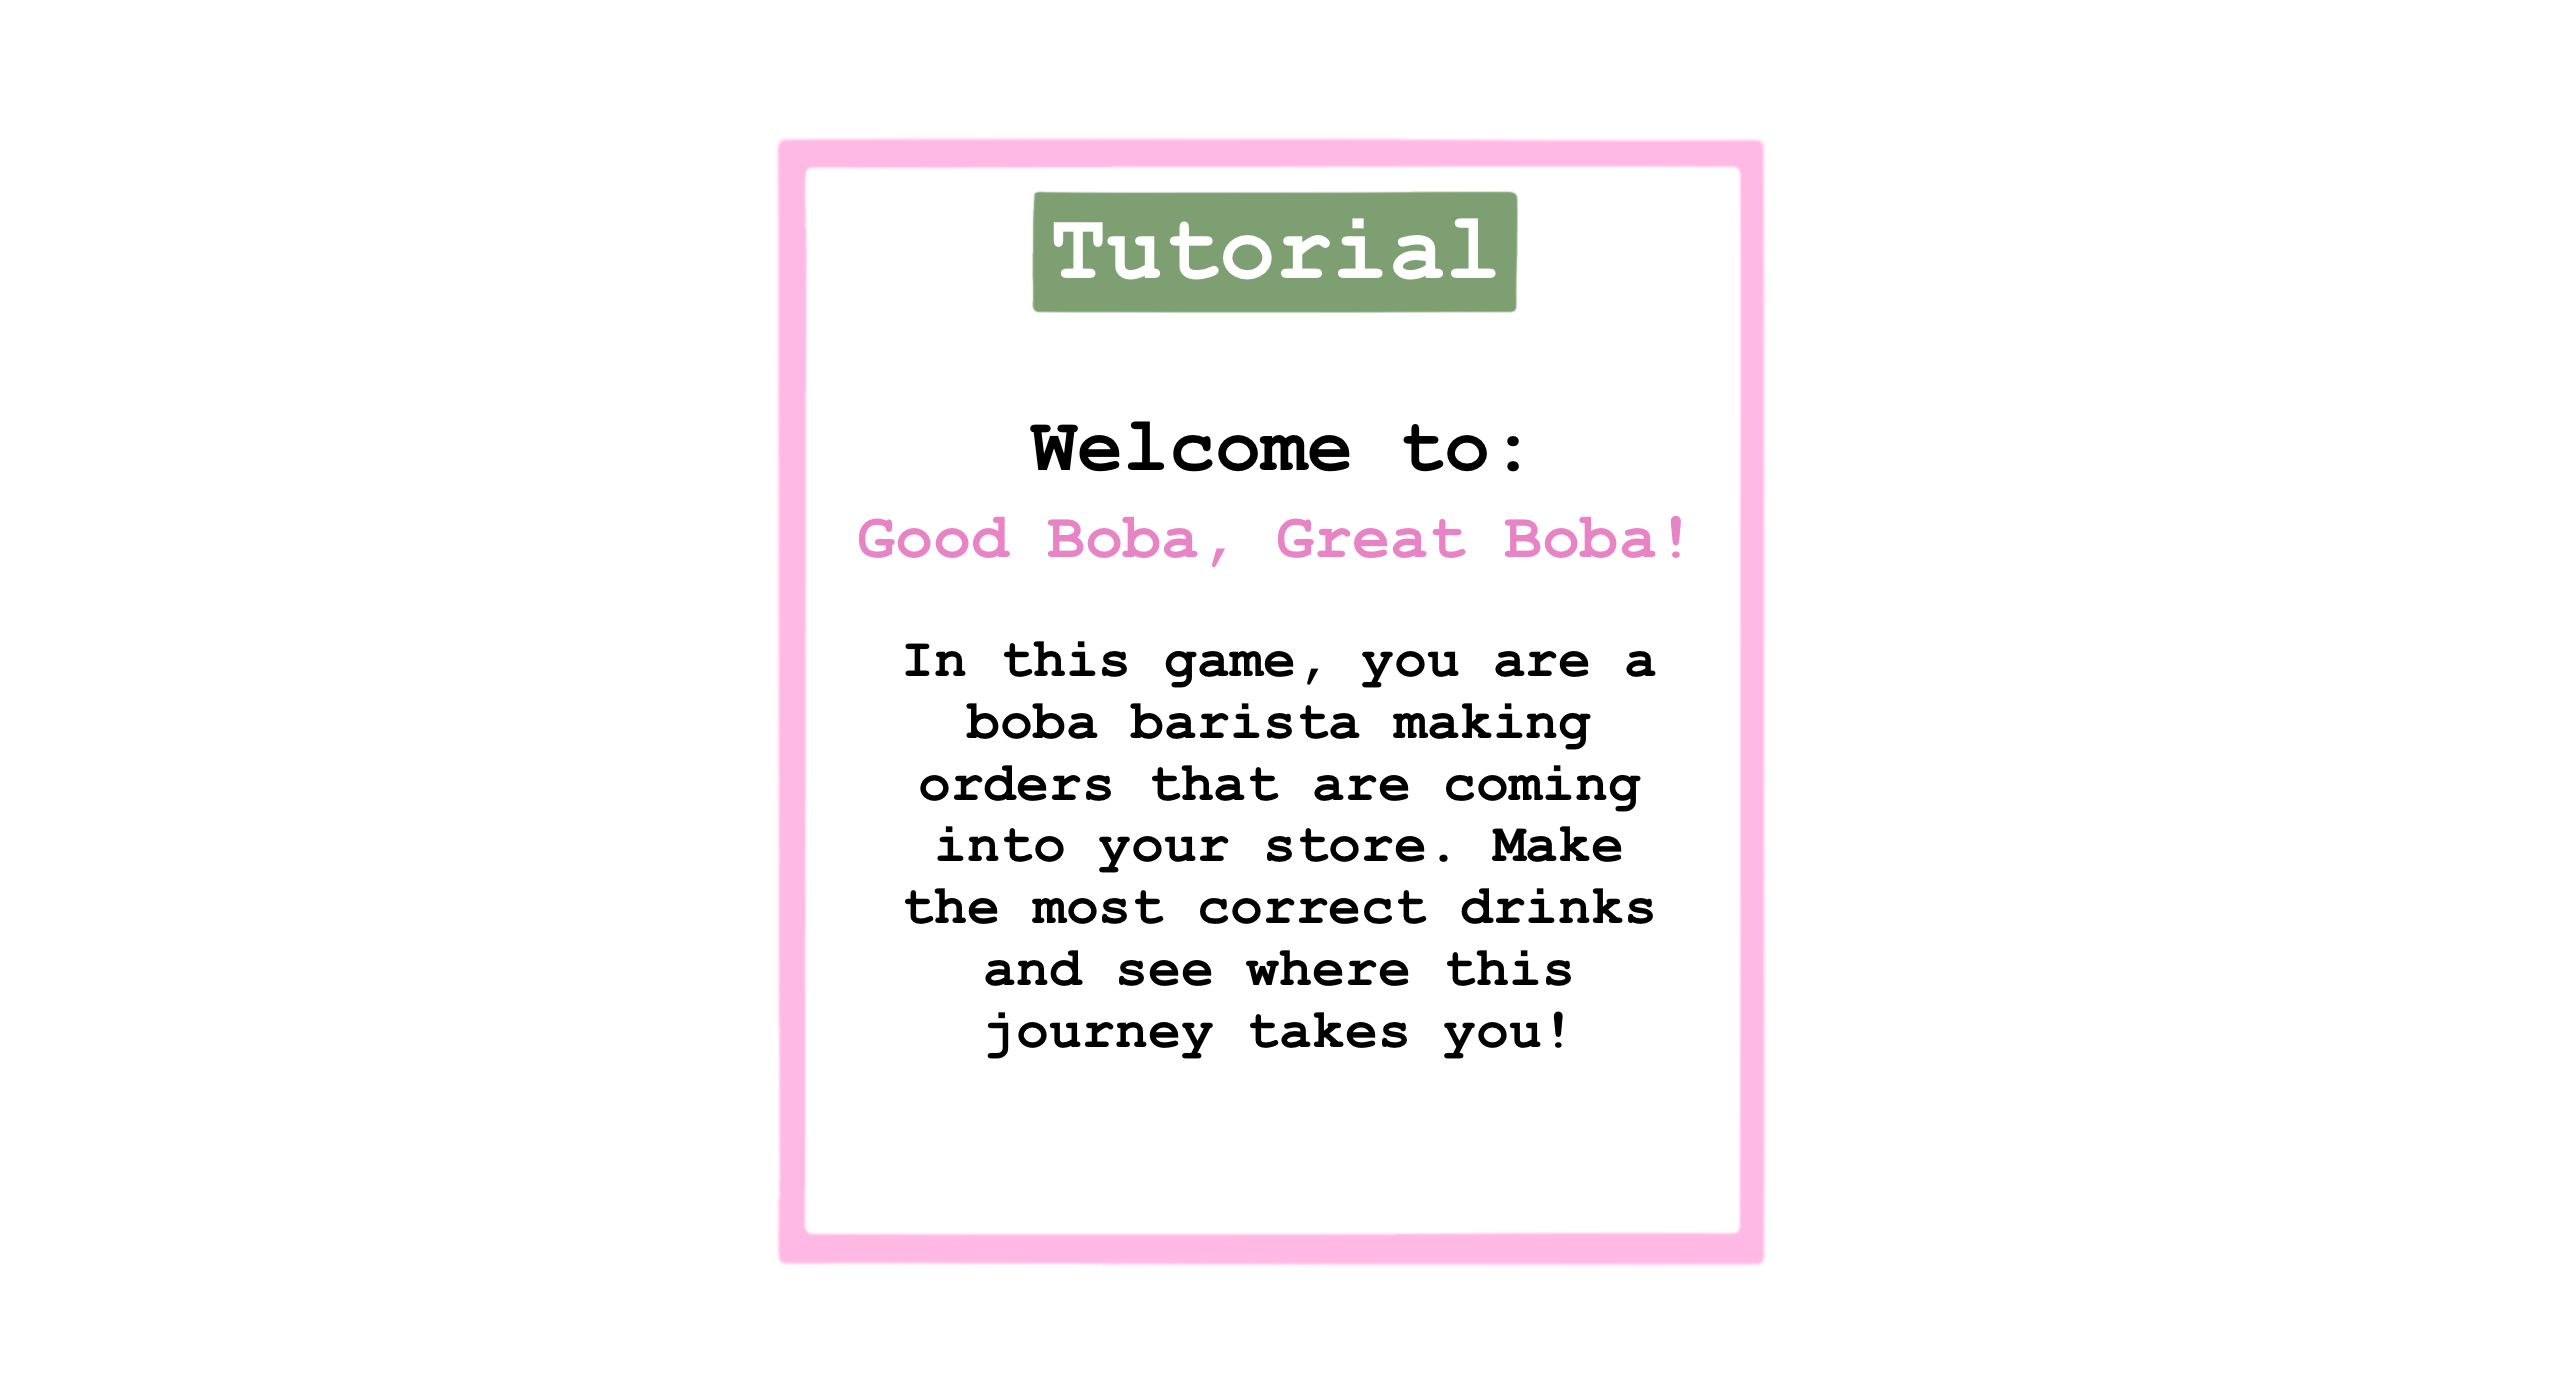 Tutorial
Welcome to:
Good Boba, Great Boba!
In this game, you are a
boba barista making
orders that are coming
into your store. Make
the most correct drinks
and see where this
journey takes you!